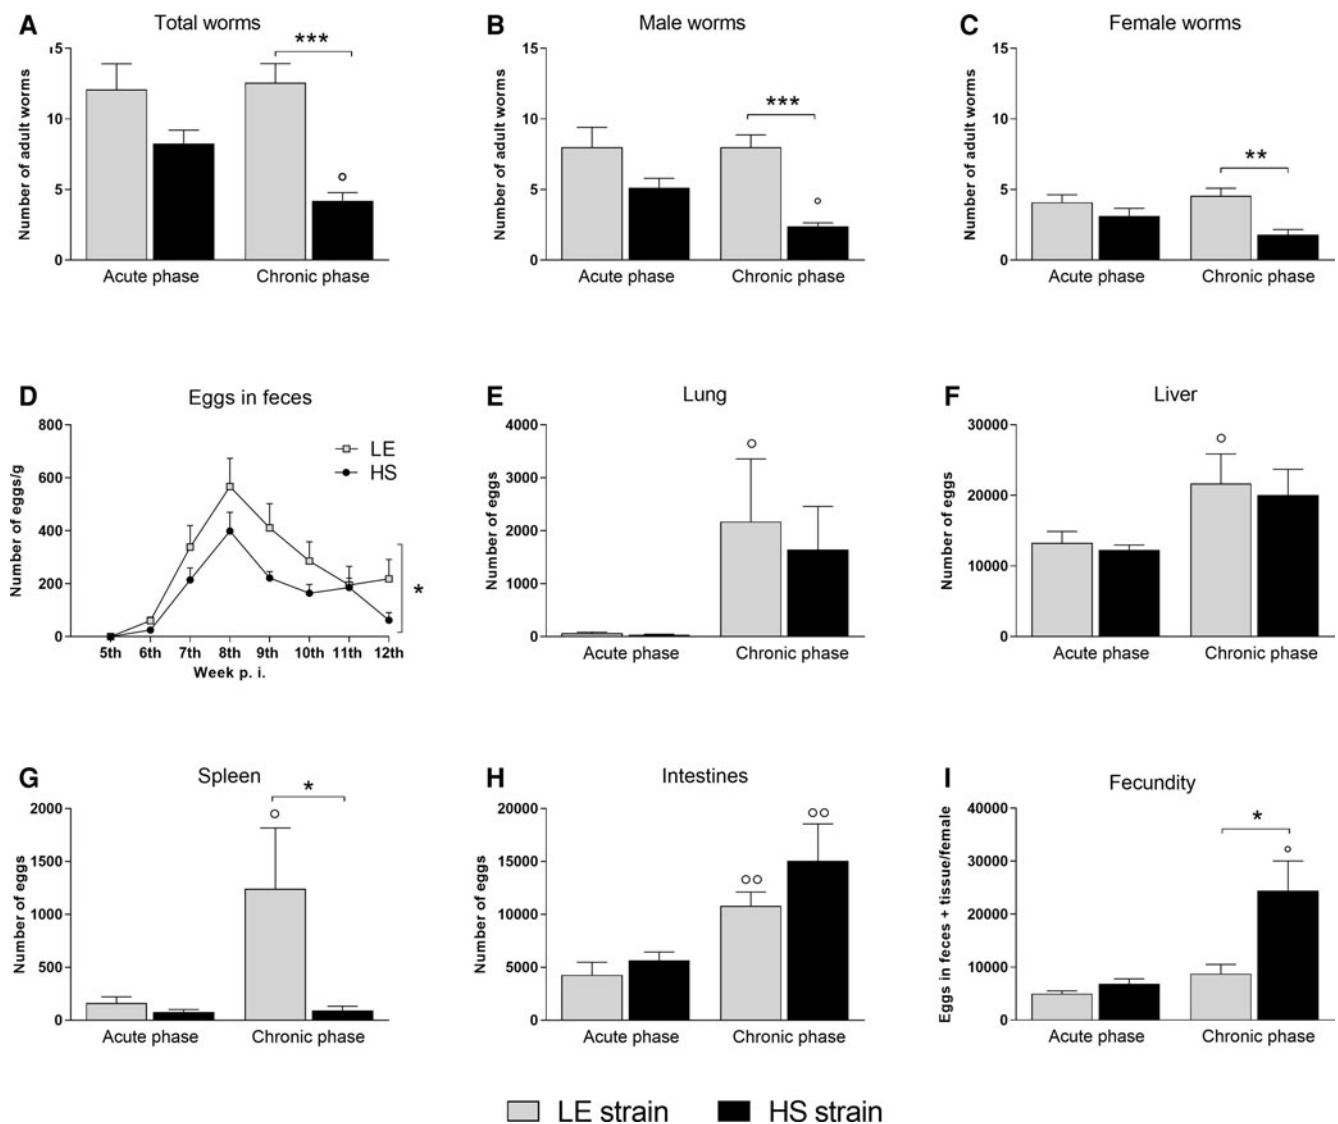 A Total worms
***
Number of adult worms
15
10
5
0
°
Acute phase Chronic phase
B Male worms
***
Number of adult worms
15
10
5
0
°
Acute phase Chronic phase
C Female worms
**
Number of adult worms
15
10
5
0
Acute phase Chronic phase
D Eggs in feces
Number of eggs/g
800
600
400
200
0
LE
HS
*
5th 6th 7th 8th 9th 10th 11th 12th
Week p. i.
E Lung
Number of eggs
4000
3000
2000
1000
0
°
Acute phase Chronic phase
F Liver
Number of eggs
30000
20000
10000
0
°
Acute phase Chronic phase
G Spleen
*
Number of eggs
2000
1500
1000
500
0
°
Acute phase Chronic phase
H Intestines
Number of eggs
20000
15000
10000
5000
0
°° °°
Acute phase Chronic phase
I Fecundity
*
Eggs in feces + tissue/female
40000
30000
20000
10000
0
°
Acute phase Chronic phase
LE strain HS strain